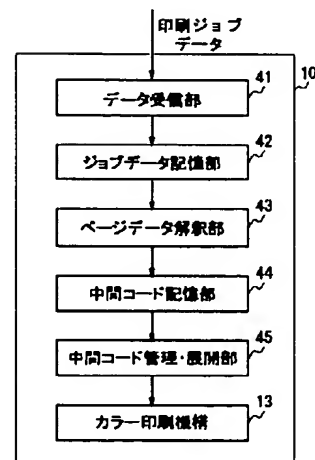 印刷ジョブ
データ
10
データ受信部
41
ジョブデータ記憶部
42
ページデータ解釈部
43
中間コード記憶部
44
中間コード管理・展開部
45
カラー印刷機構
13